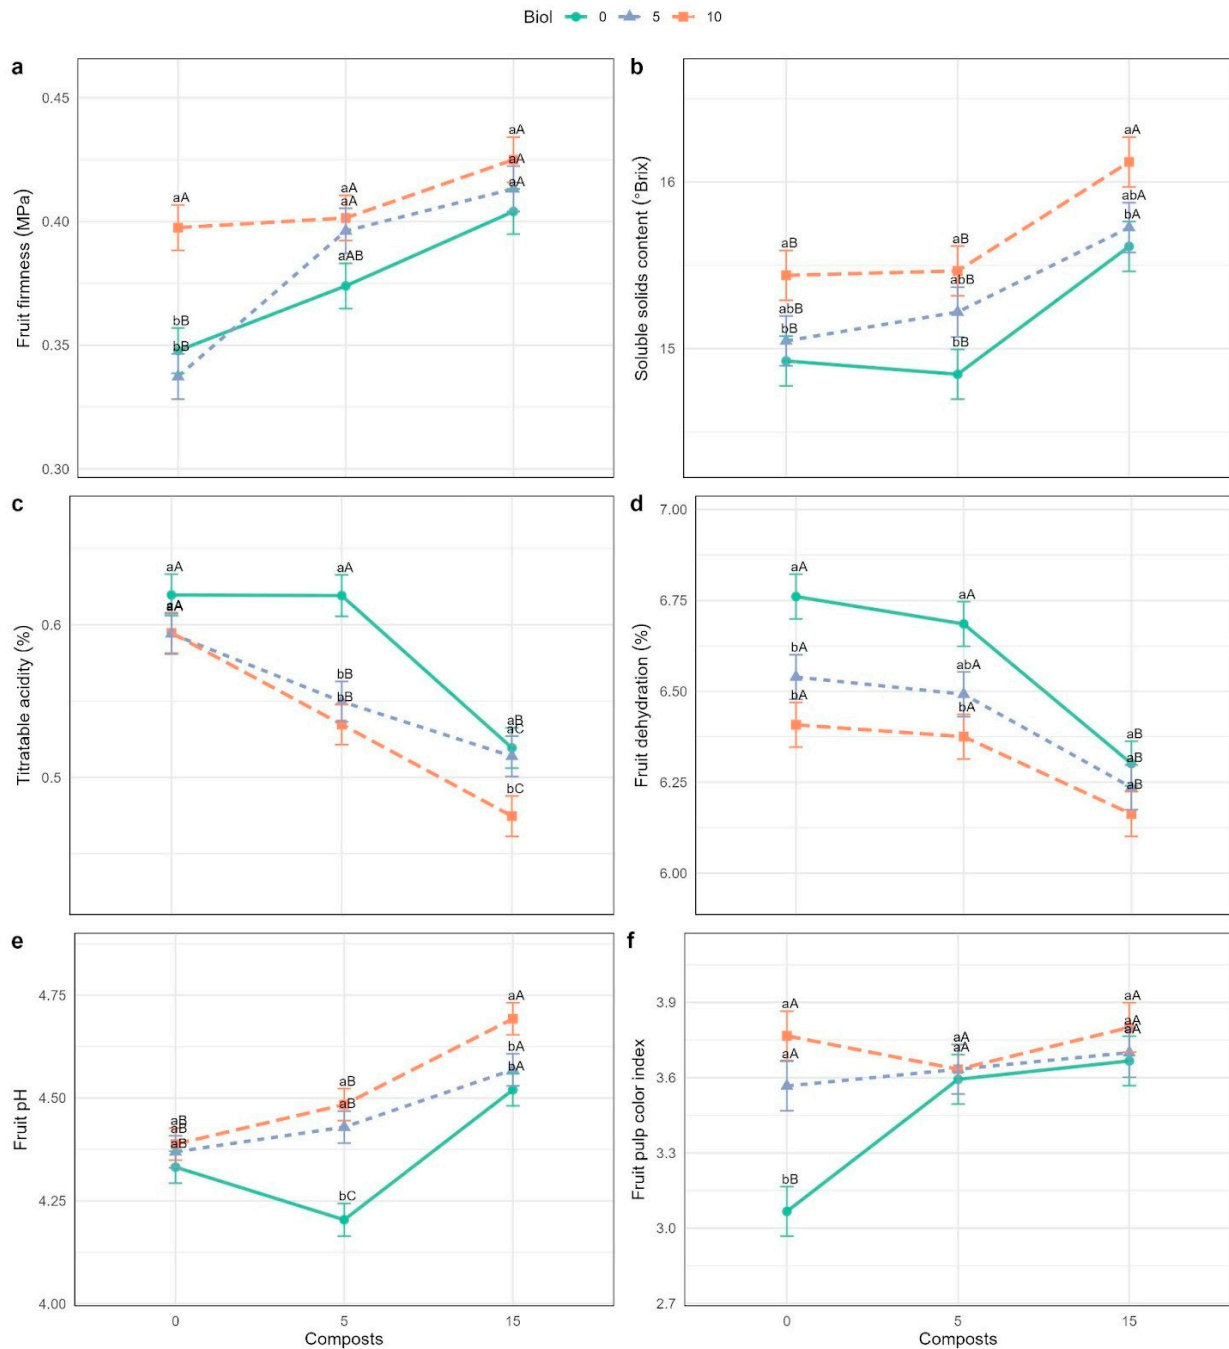 Biol 0 5 10
a
0.45
0.40
0.35
0.30
Fruit firmness (MPa)
aA
aA
aA
aA
aA
aA
aAB
bB
bB
b
16
15
Soluble solids content (°Brix)
aA
abA
bA
aB
aB
abB
abB
bB
bB
c
0.6
0.5
Titratable acidity (%)
aA
aA
aA
bB
bB
aB
aC
bC
d
7.00
6.75
6.50
6.25
6.00
Fruit dehydration (%)
aA
aA
bA
abA
bA
bA
aB
aB
aB
e
4.75
4.50
4.25
4.00
Fruit pH
aA
bA
bA
aB
aB
aB
aB
aB
bC
0
5
15
Composts
f
3.9
3.6
3.3
3.0
2.7
Fruit pulp color index
aA
aA
aA
aA
aA
aA
aA
bB
0
5
15
Composts